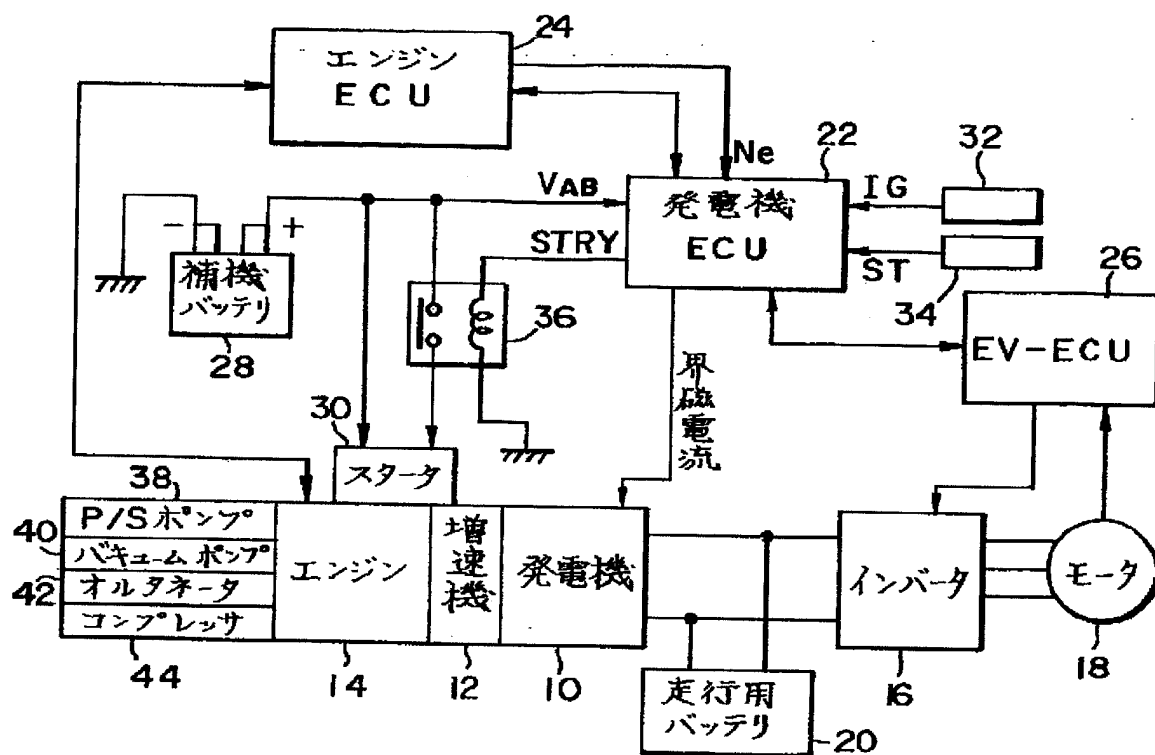 24
エンジン
ECU
Ne
22
32
VAB
発電機
ECU
IG
STRY
ST
34
26
EV-ECU
- +
補機
バッテリ
28
36
界磁電流
30
スタータ
38
P/Sポンプ
40
バキュームポンプ
42
オルタネータ
コンプレッサ
44
エンジン
14
増速機
12
発電機
10
走行用
バッテリ
20
インバータ
16
モータ
18